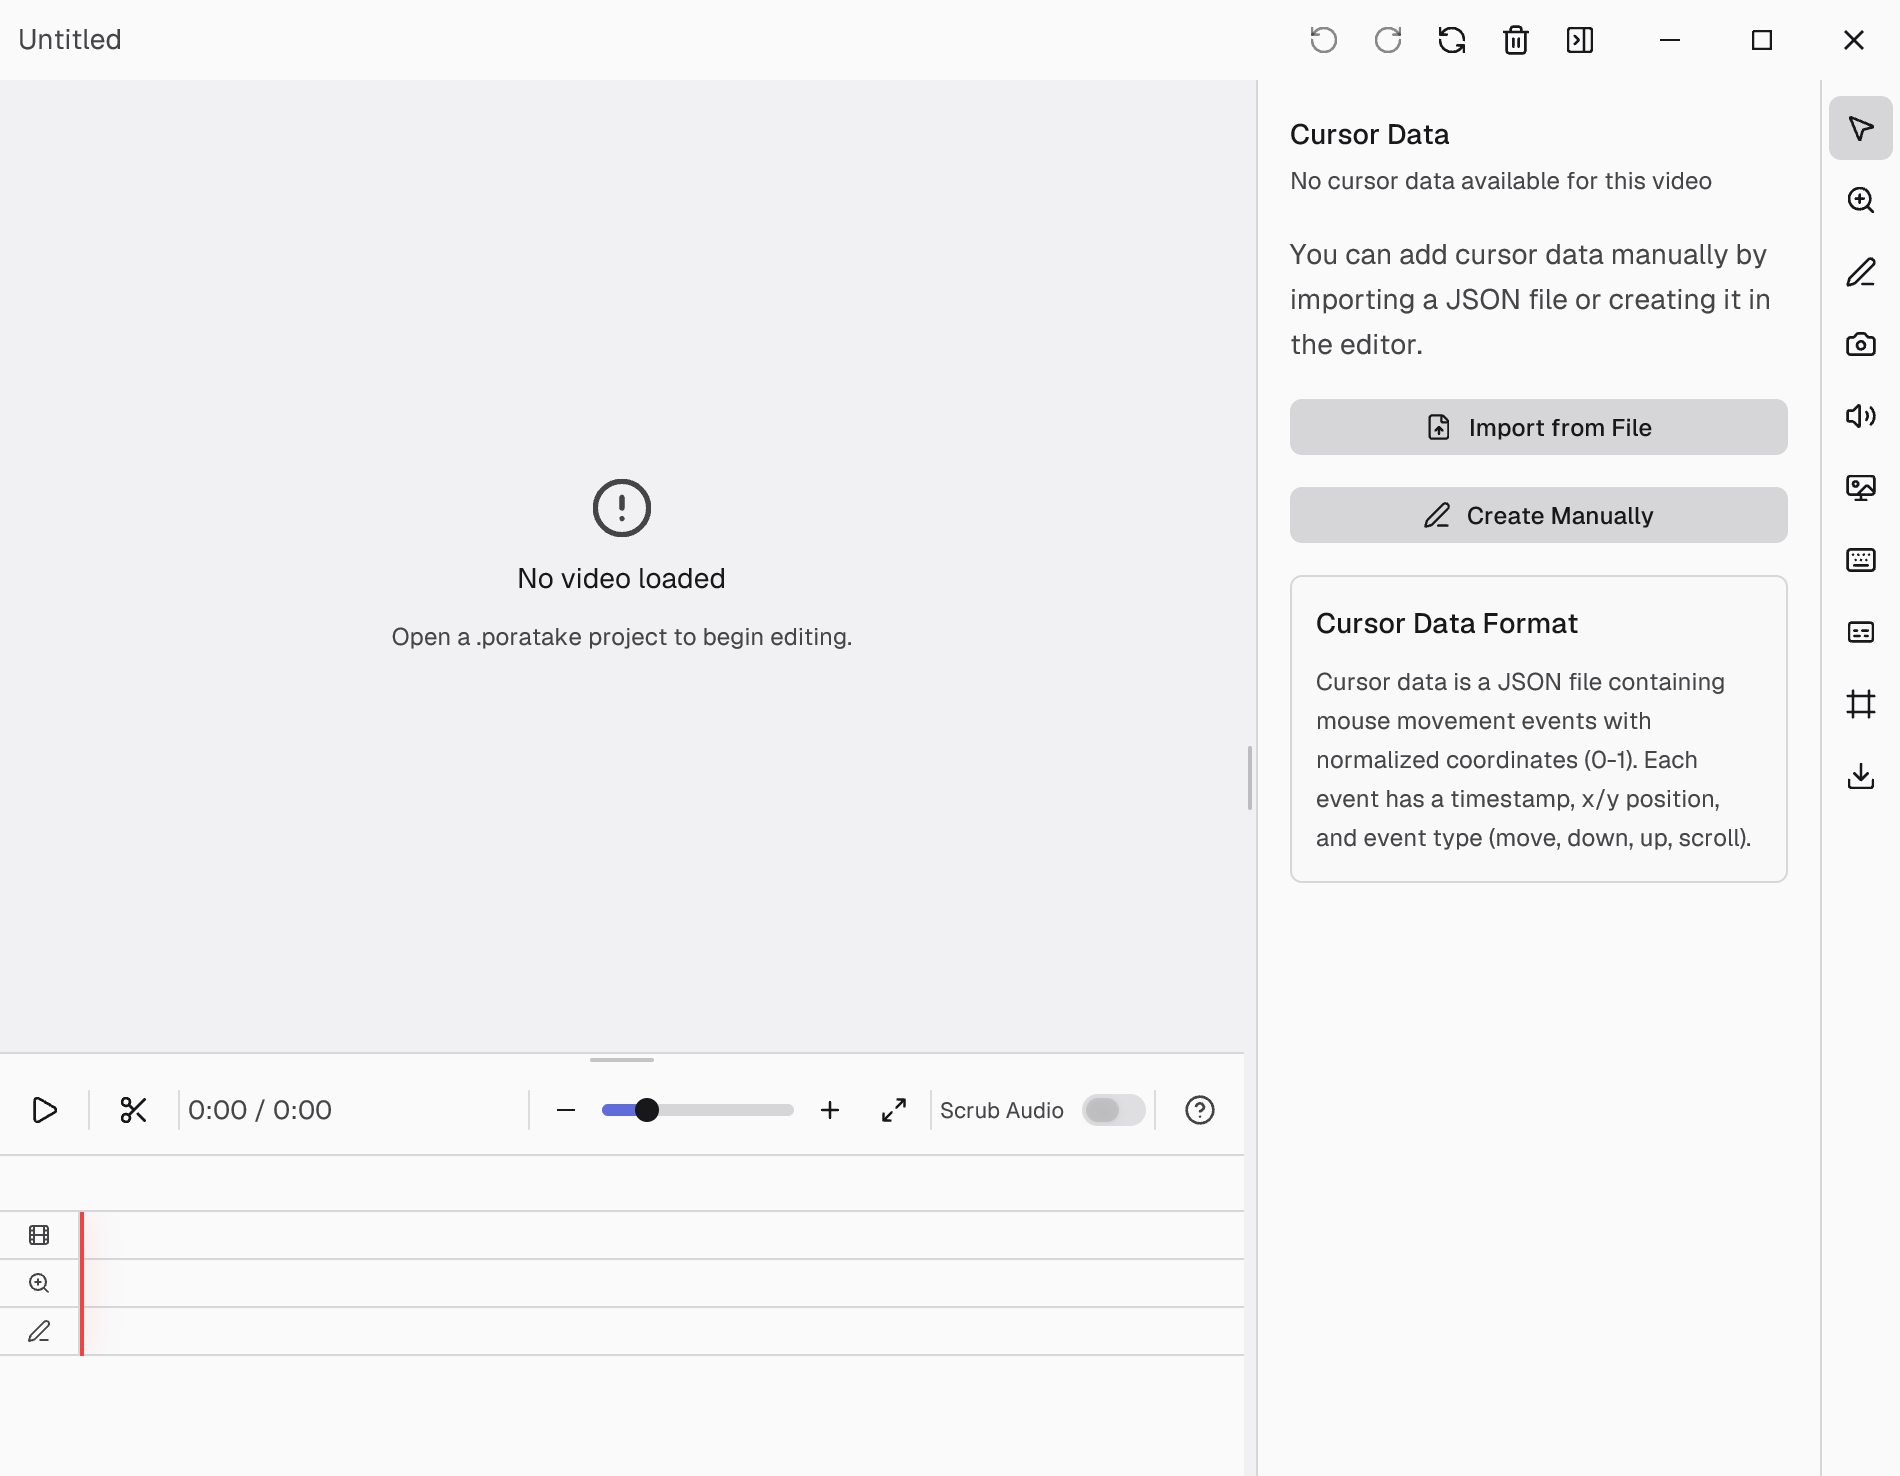 Untitled
Cursor Data
No cursor data available for this video
You can add cursor data manually by
importing a JSON file or creating it in
the editor.
Import from File
Create Manually
Cursor Data Format
Cursor data is a JSON file containing
mouse movement events with
normalized coordinates (0-1). Each
event has a timestamp, x/y position,
and event type (move, down, up, scroll).
No video loaded
Open a .poratake project to begin editing.
0:00 / 0:00
Scrub Audio